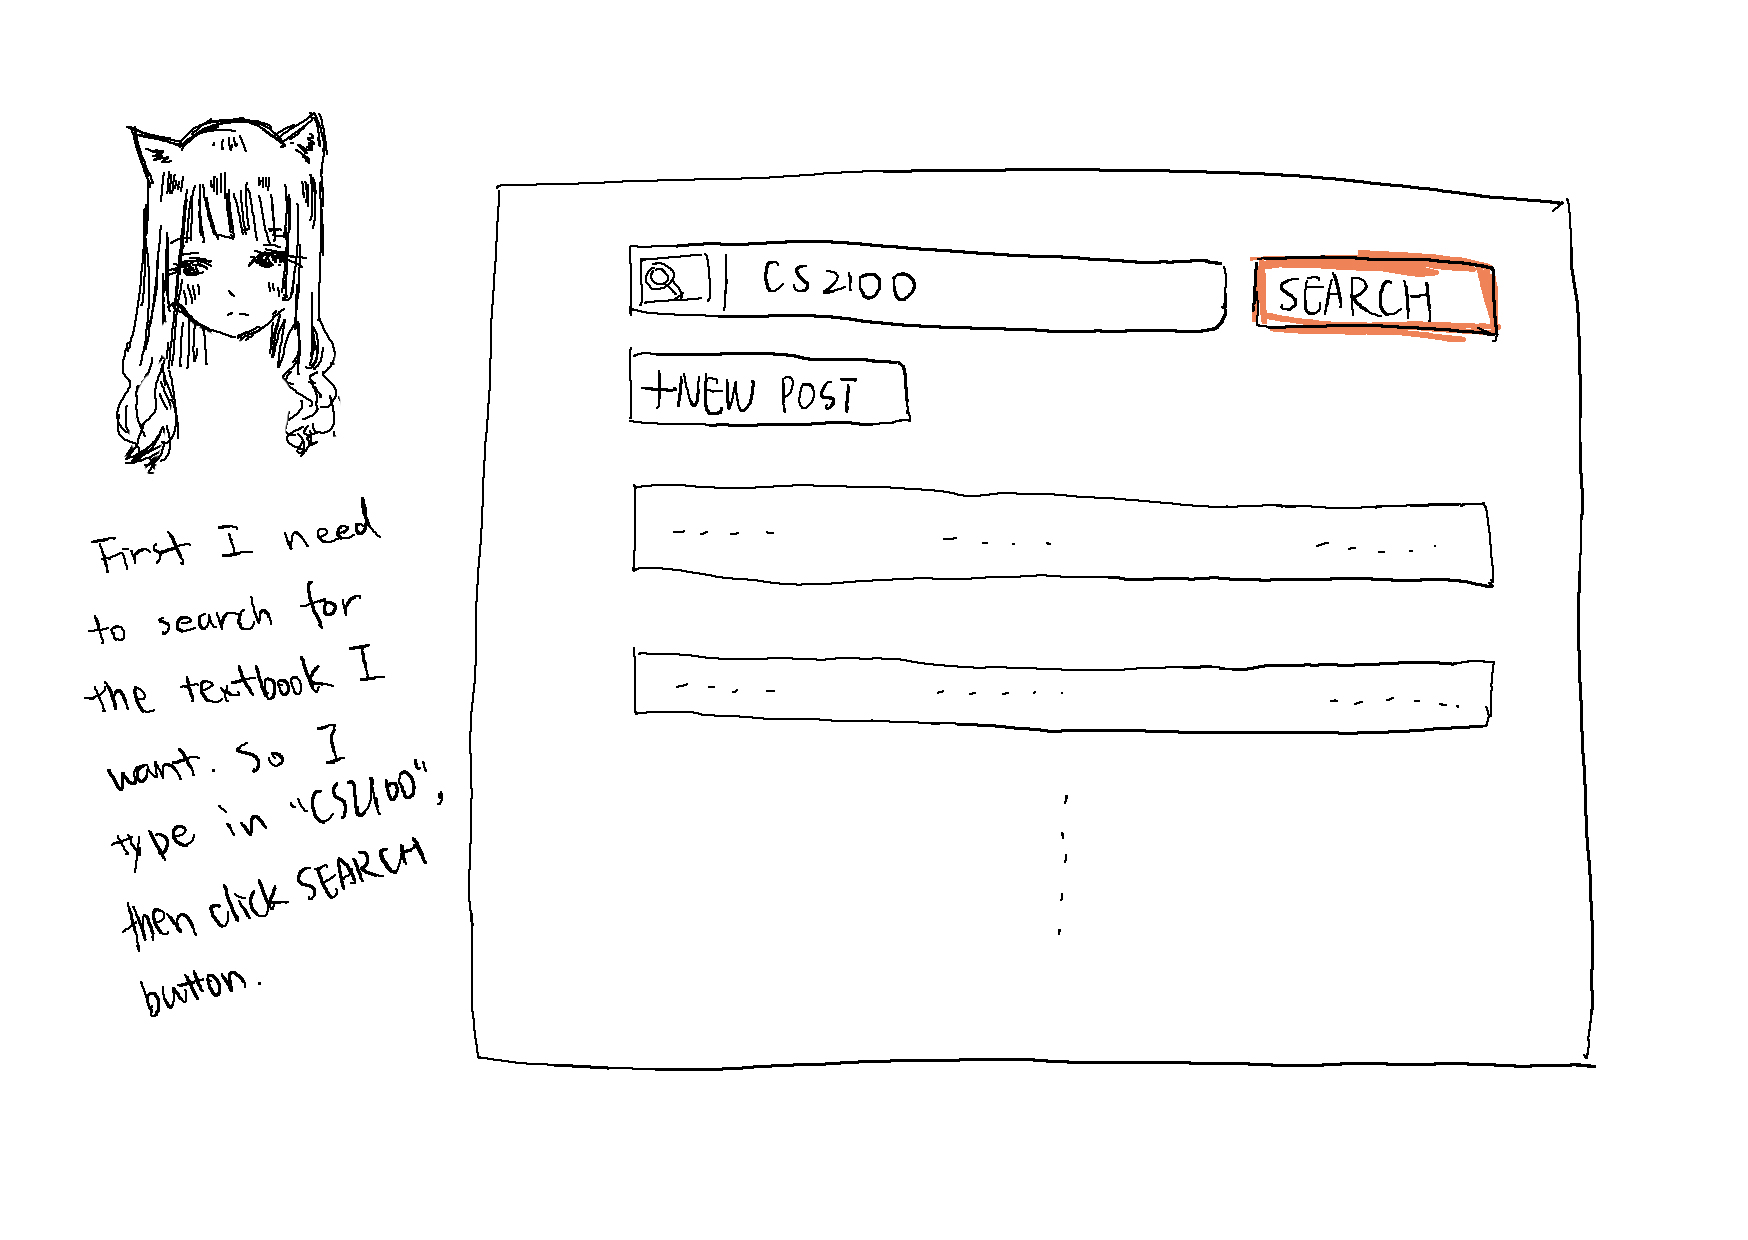 First I need
to search for
the textbook I
want. So I
type in "CS2100",
then click SEARCH
button.
CS2100
SEARCH
+NEW POST